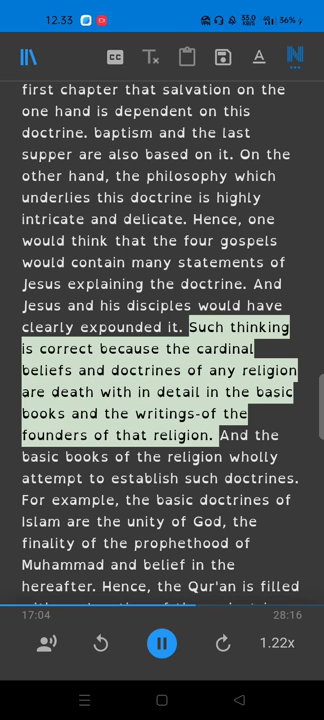 12.33
33.0
KB/S
4G
36%
CC
A
N
first chapter that salvation on the
one hand is dependent on this
doctrine. baptism and the last
supper are also based on it. On the
other hand, the philosophy which
underlies this doctrine is highly
intricate and delicate. Hence, one
would think that the four gospels
would contain many statements of
Jesus explaining the doctrine. And
Jesus and his disciples would have
clearly expounded it. Such thinking
is correct because the cardinal
beliefs and doctrines of any religion
are death with in detail in the basic
books and the writings-of the
founders of that religion. And the
basic books of the religion wholly
attempt to establish such doctrines.
For example, the basic doctrines of
Islam are the unity of God, the
finality of the prophethood of
Muhammad and belief in the
hereafter. Hence, the Qur'an is filled
17:04
28:16
1.22x